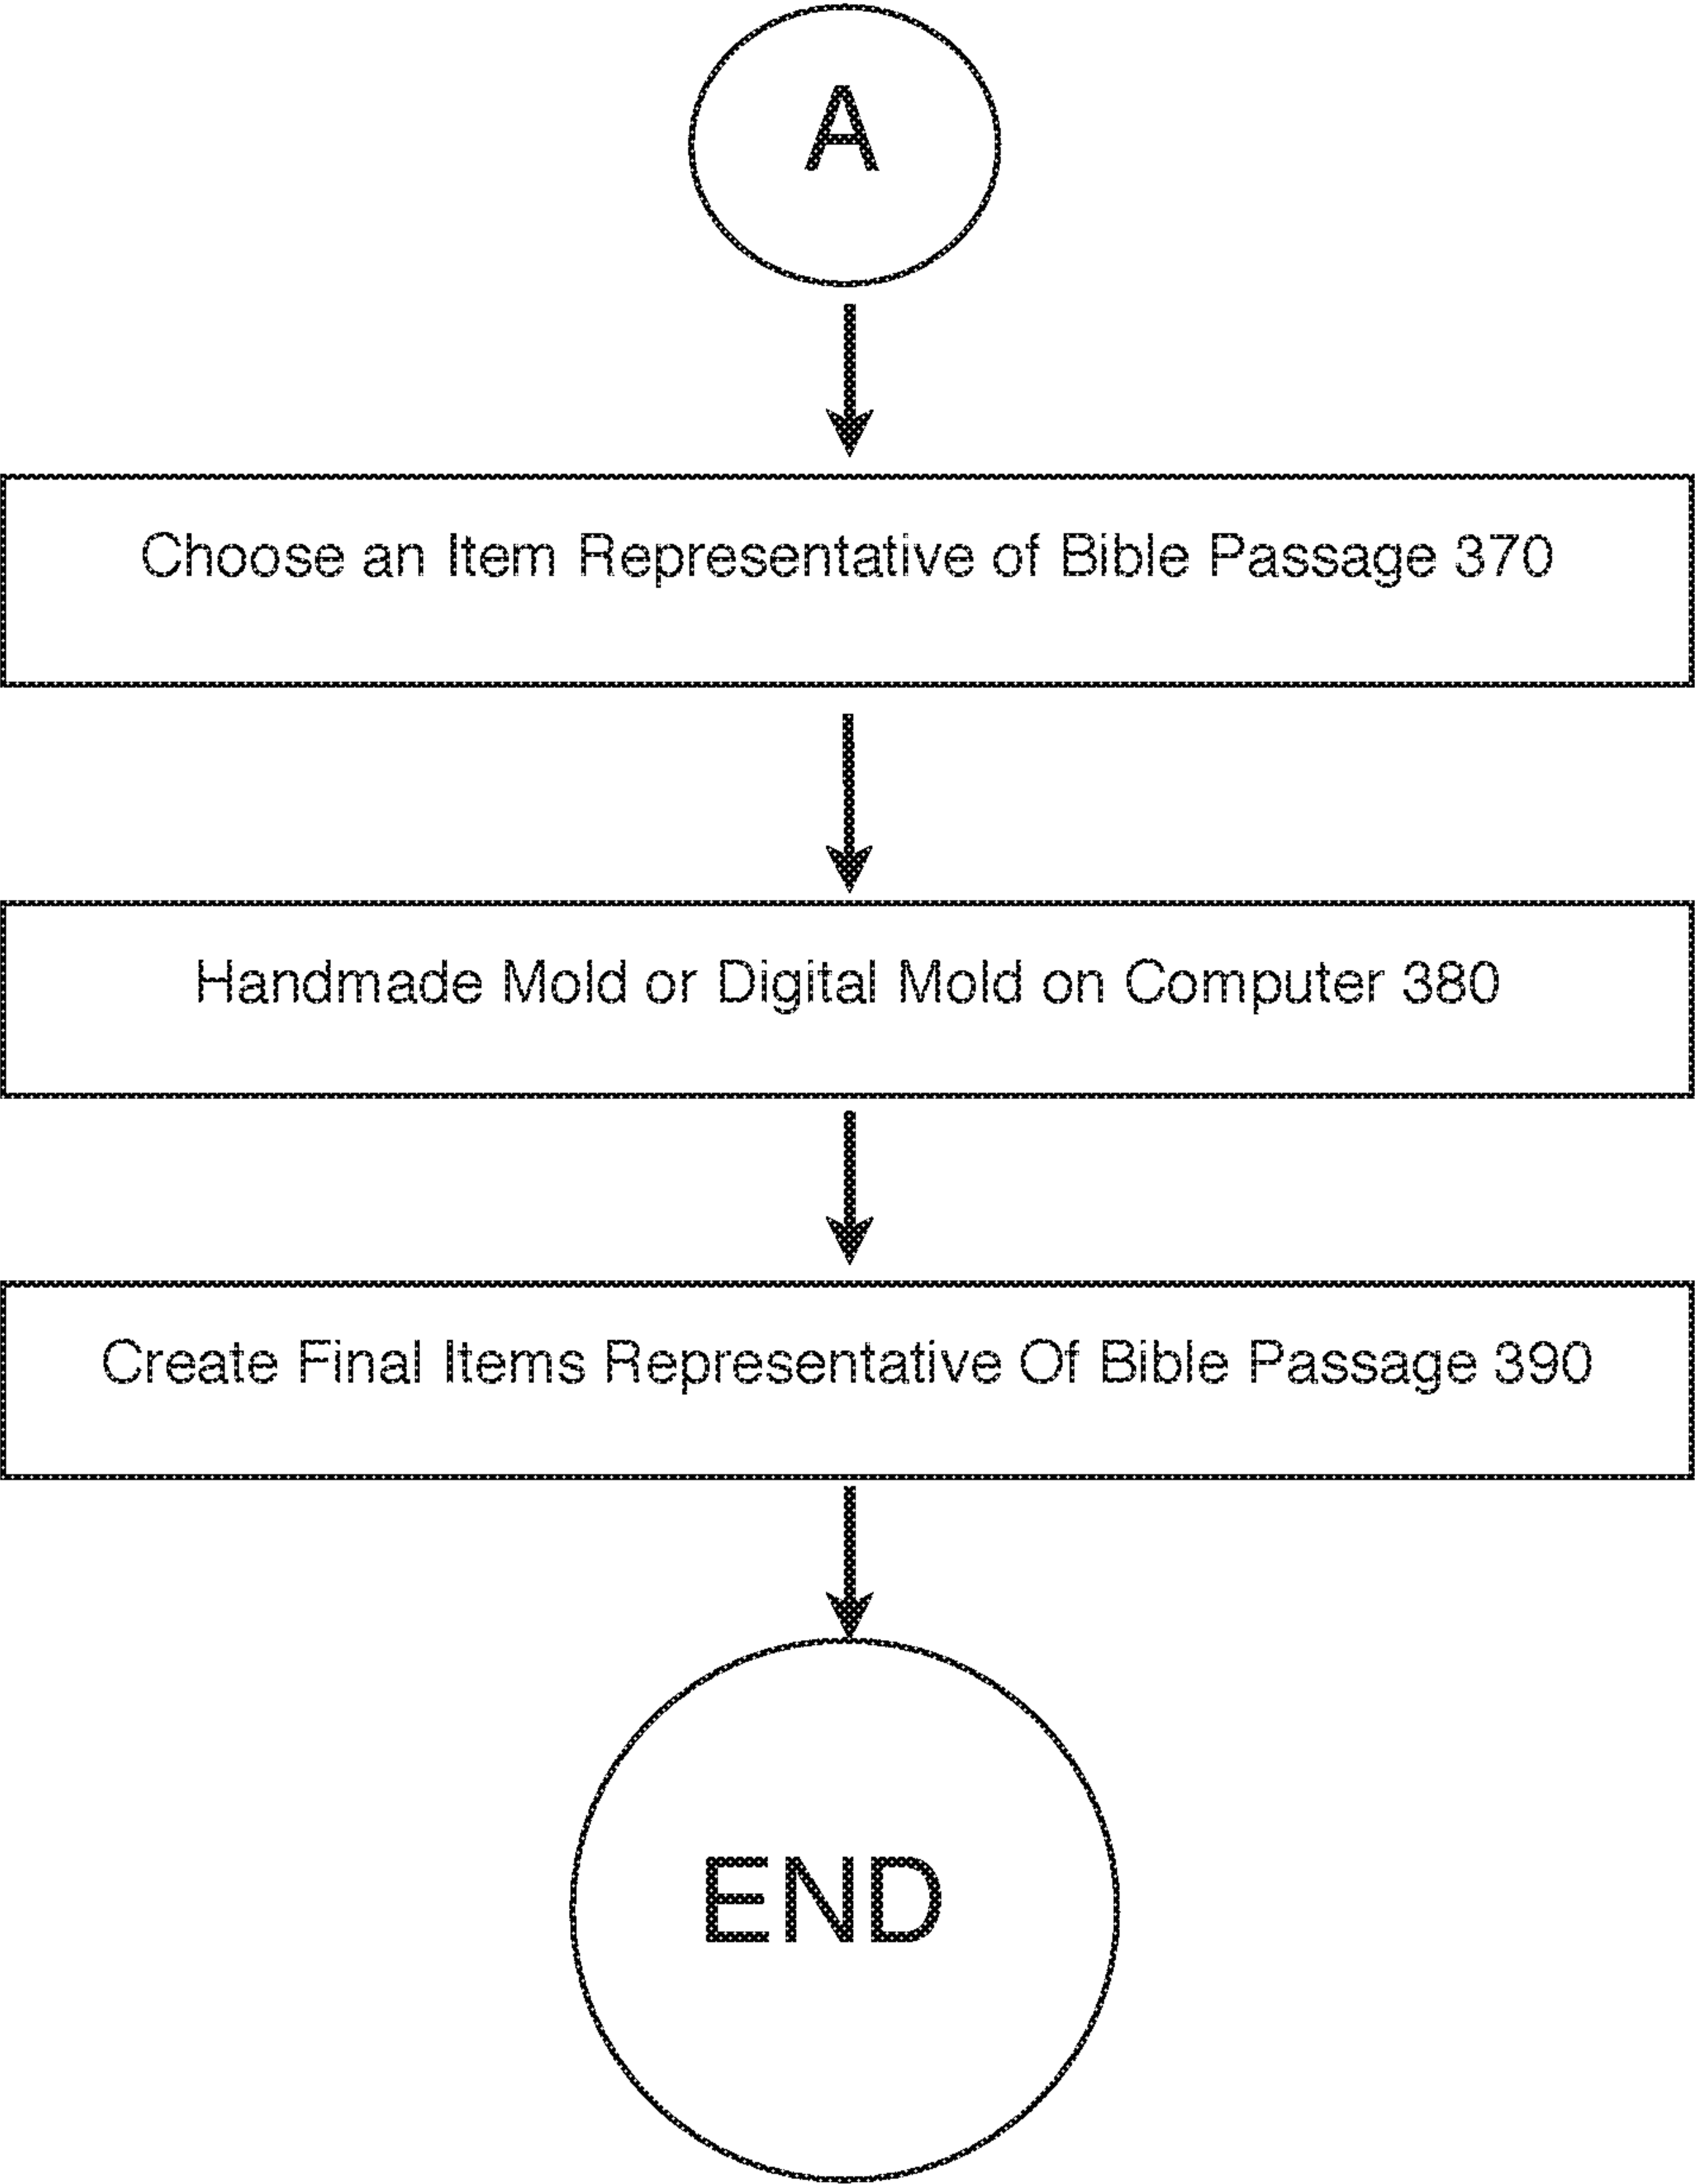 A
Choose an Item Representative of Bible Passage 370
Handmade Mold or Digital Mold on Computer 380
Create Final Items Representative Of Bible Passage 390
END